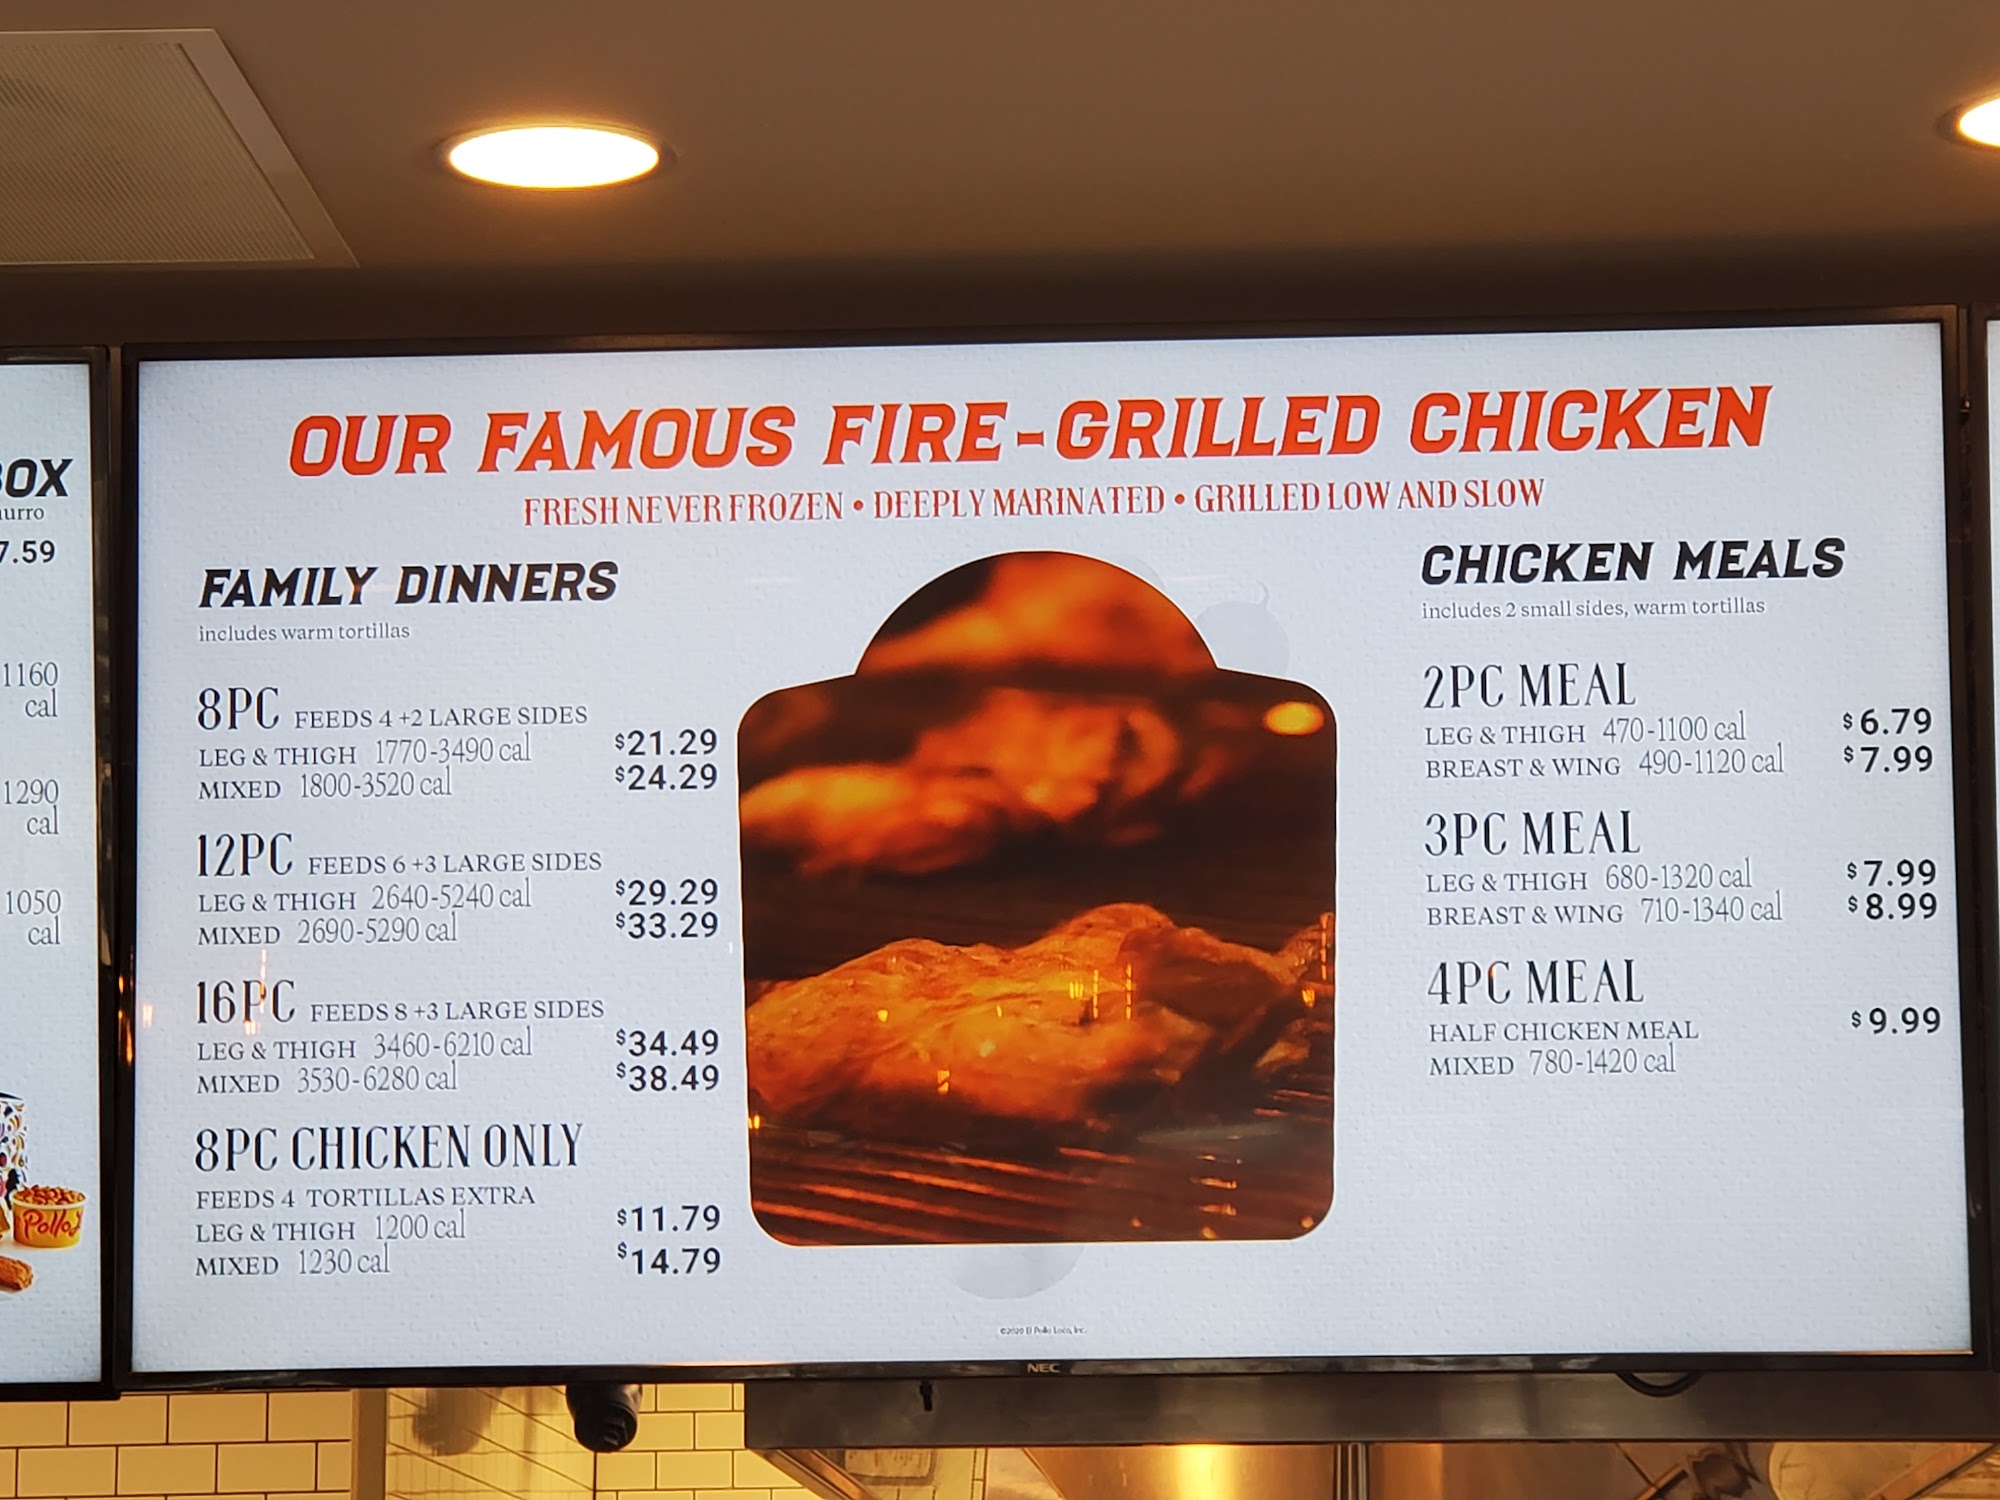 OUR FAMOUS FIRE-GRILLED CHICKEN
FRESH NEVER FROZEN • DEEPLY MARINATED • GRILLED LOW AND SLOW
BOX
7.59
1160
cal
1290
cal
1050
cal
Pollo
FAMILY DINNERS
includes warm tortillas
8PC FEEDS 4 +2 LARGE SIDES
LEG & THIGH 1770-3490 cal $21.29
MIXED 1800-3520 cal $24.29
12PC FEEDS 6 +3 LARGE SIDES
LEG & THIGH 2640-5240 cal $29.29
MIXED 2690-5290 cal $33.29
16PC FEEDS 8 +3 LARGE SIDES
LEG & THIGH 3460-6210 cal $34.49
MIXED 3530-6280 cal $38.49
8PC CHICKEN ONLY
FEEDS 4 TORTILLAS EXTRA
LEG & THIGH 1200 cal $11.79
MIXED 1230 cal $14.79
CHICKEN MEALS
includes 2 small sides, warm tortillas
2PC MEAL
LEG & THIGH 470-1100 cal $6.79
BREAST & WING 490-1120 cal $7.99
3PC MEAL
LEG & THIGH 680-1320 cal $7.99
BREAST & WING 710-1340 cal $8.99
4PC MEAL
HALF CHICKEN MEAL $9.99
MIXED 780-1420 cal
©2020 El Pollo Loco, Inc.
NEC